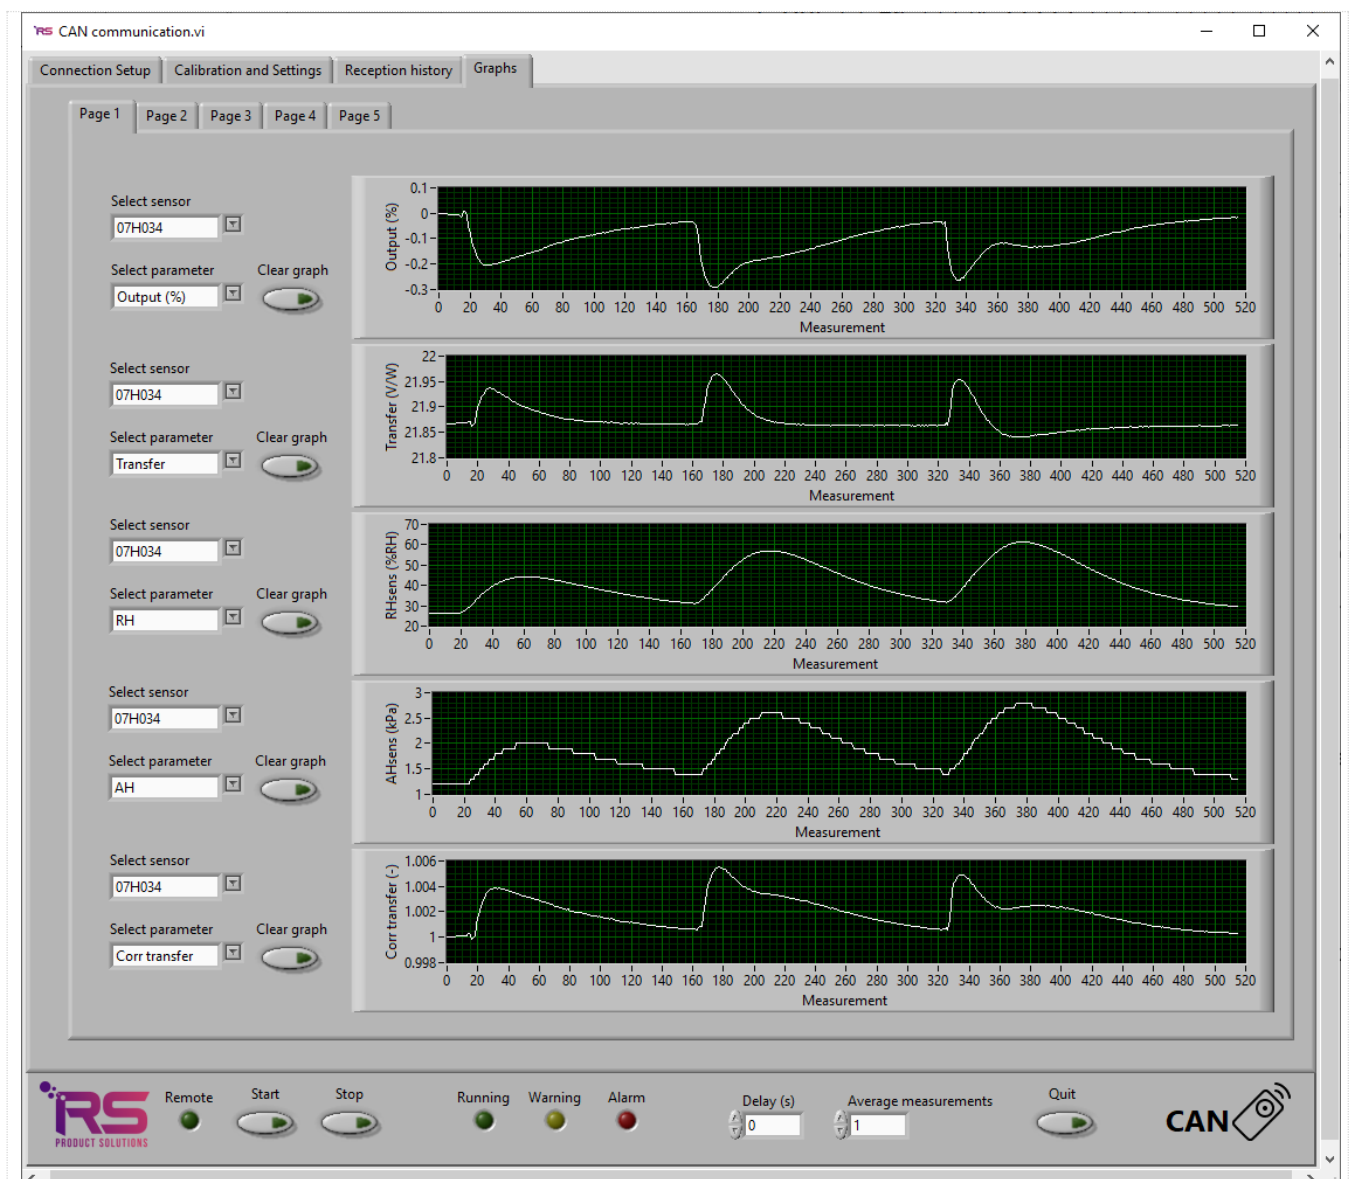 RS CAN communication.vi
Connection Setup Calibration and Settings Reception history Graphs
Page 1 Page 2 Page 3 Page 4 Page 5
Select sensor
07H034
Select parameter Clear graph
Output (%)
Output (%)
0.1
0
-0.1
-0.2
-0.3
0 20 40 60 80 100 120 140 160 180 200 220 240 260 280 300 320 340 360 380 400 420 440 460 480 500 520
Measurement
Select sensor
07H034
Select parameter Clear graph
Transfer
Transfer (V/W)
22
21.95
21.9
21.85
21.8
0 20 40 60 80 100 120 140 160 180 200 220 240 260 280 300 320 340 360 380 400 420 440 460 480 500 520
Measurement
Select sensor
07H034
Select parameter Clear graph
RH
RHsens (%RH)
70
60
50
40
30
20
0 20 40 60 80 100 120 140 160 180 200 220 240 260 280 300 320 340 360 380 400 420 440 460 480 500 520
Measurement
Select sensor
07H034
Select parameter Clear graph
AH
AHsens (kPa)
3
2.5
2
1.5
1
0 20 40 60 80 100 120 140 160 180 200 220 240 260 280 300 320 340 360 380 400 420 440 460 480 500 520
Measurement
Select sensor
07H034
Select parameter Clear graph
Corr transfer
Corr transfer (-)
1.006
1.004
1.002
1
0.998
0 20 40 60 80 100 120 140 160 180 200 220 240 260 280 300 320 340 360 380 400 420 440 460 480 500 520
Measurement
RS
PRODUCT SOLUTIONS
Remote Start Stop Running Warning Alarm Delay (s) Average measurements Quit
0 1
CAN